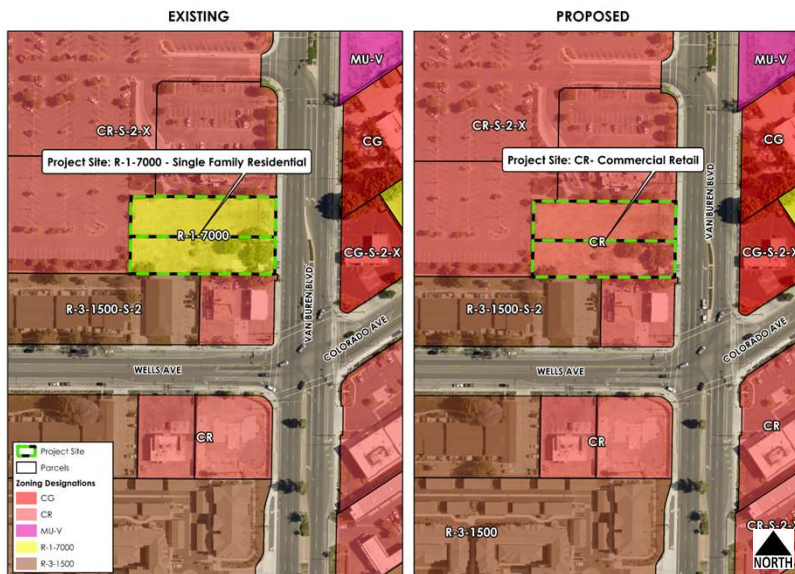 EXISTING
MU-V
CR-S-2-X
CG
Project Site: R-1-7000 - Single Family Residential
R-1-7000
CG-S-2-X
R-3-1500-S-2
VAN BUREN BLVD
COLORADO AVE
WELLS AVE
CR
Project Site
Parcels
Zoning Designations
CG
CR
MU-V
R-1-7000
R-3-1500
PROPOSED
MU-V
CR-S-2-X
CG
Project Site: CR- Commercial Retail
VAN BUREN BLVD
CR
CG-S-2-X
R-3-1500-S-2
COLORADO AVE
WELLS AVE
CR
CR
R-3-1500
CR-S-2-X
NORTH